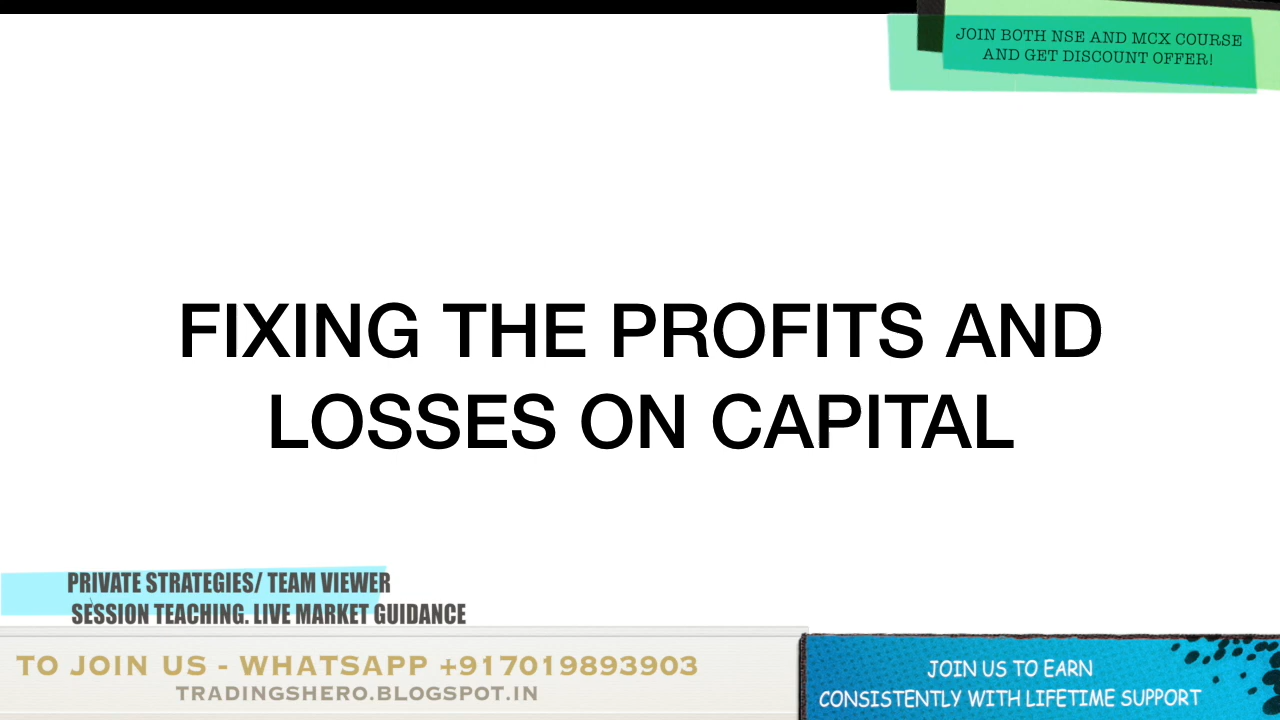 JOIN BOTH NSE AND MCX COURSE
AND GET DISCOUNT OFFER!
FIXING THE PROFITS AND
LOSSES ON CAPITAL
PRIVATE STRATEGIES/ TEAM VIEWER
SESSION TEACHING. LIVE MARKET GUIDANCE
TO JOIN US - WHATSAPP +917019893903
TRADINGSHERO.BLOGSPOT.IN
JOIN US TO EARN
CONSISTENTLY WITH LIFETIME SUPPORT